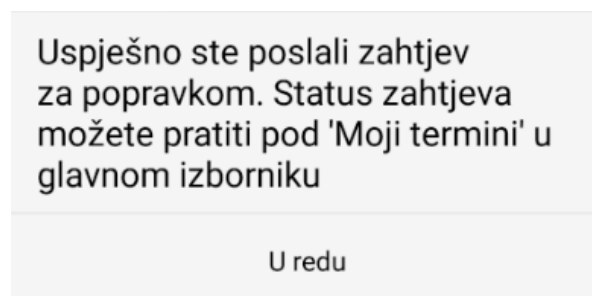 Uspješno ste poslali zahtjev
za popravkom. Status zahtjeva
možete pratiti pod 'Moji termini' u
glavnom izborniku
U redu